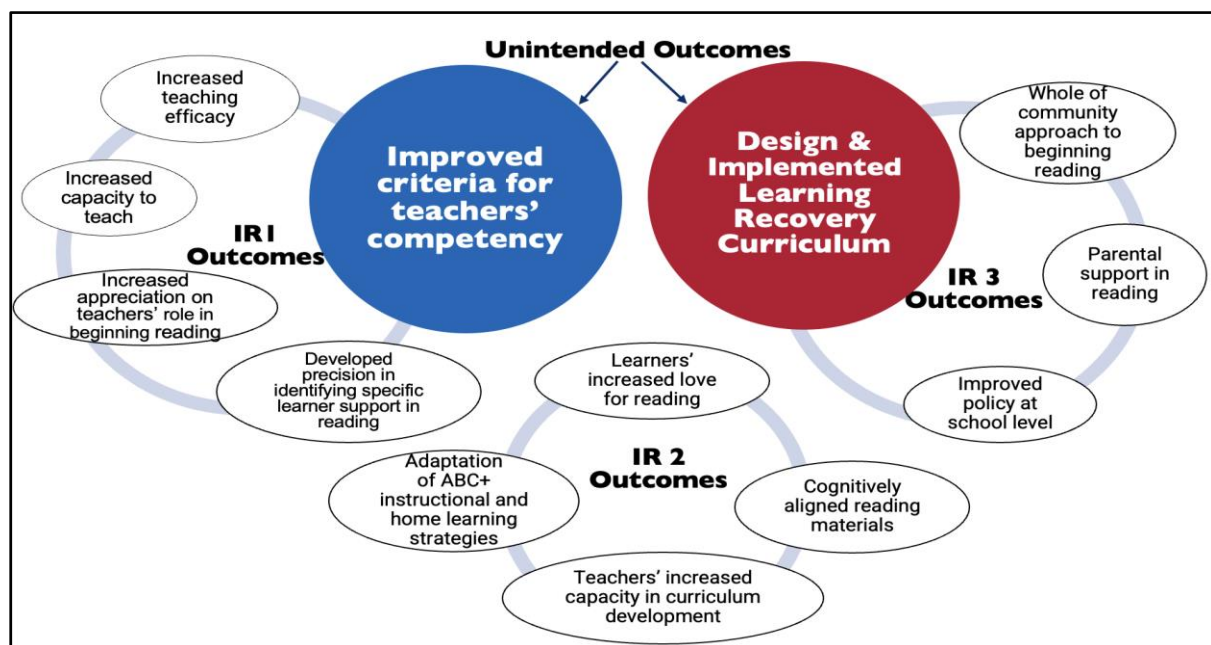 Unintended Outcomes
Increased
teaching
efficacy
Increased
capacity to
teach
IR1
Outcomes
Increased
appreciation on
teachers' role in
beginning reading
Developed
precision in
identifying specific
learner support in
reading
Improved
criteria for
teachers'
competency
Design &
Implemented
Learning
Recovery
Curriculum
Whole of
community
approach to
beginning
reading
IR 3
Outcomes
Parental
support in
reading
Improved
policy at
school level
Learners'
increased love
for reading
IR 2
Outcomes
Adaptation
of ABC+
instructional and
home learning
strategies
Cognitively
aligned reading
materials
Teachers' increased
capacity in curriculum
development